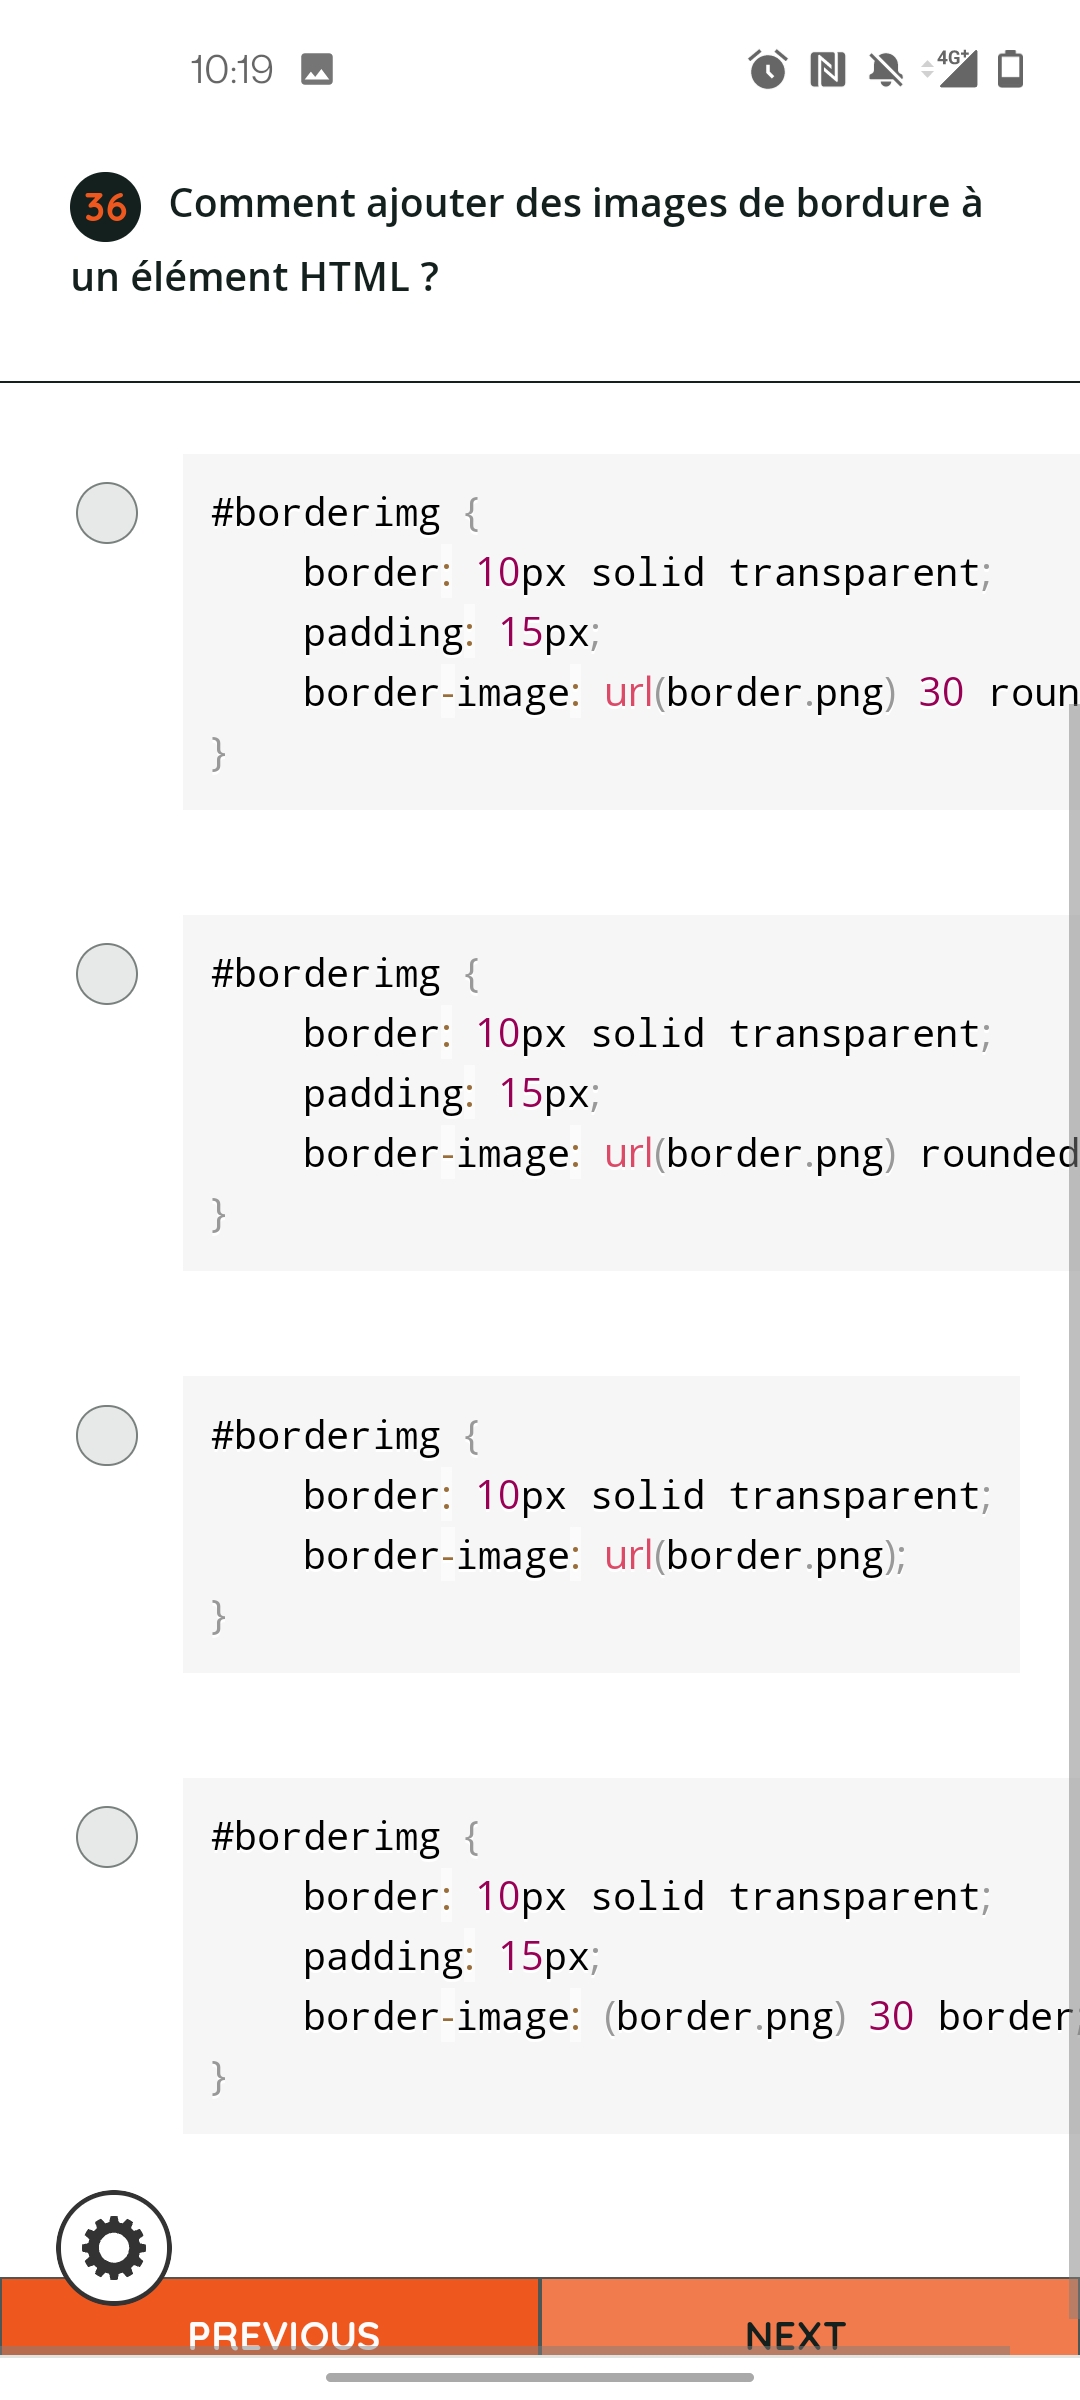 10:19
4G+
36 Comment ajouter des images de bordure à
un élément HTML ?
#borderimg {
    border: 10px solid transparent;
    padding: 15px;
    border-image: url(border.png) 30 roun
}
#borderimg {
    border: 10px solid transparent;
    padding: 15px;
    border-image: url(border.png) rounded
}
#borderimg {
    border: 10px solid transparent;
    border-image: url(border.png);
}
#borderimg {
    border: 10px solid transparent;
    padding: 15px;
    border-image: (border.png) 30 border;
}
PREVIOUS
NEXT